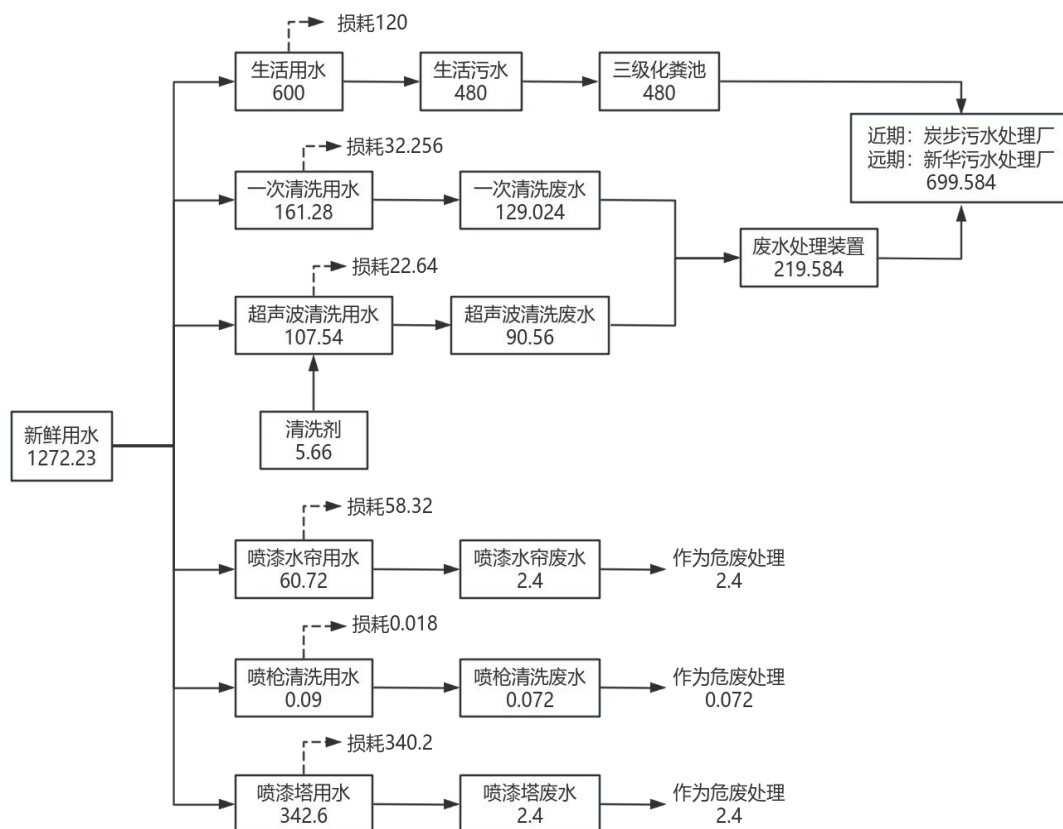 损耗120
生活用水
600
生活污水
480
三级化粪池
480
近期：炭步污水处理厂
远期：新华污水处理厂
699.584
损耗32.256
一次清洗用水
161.28
一次清洗废水
129.024
废水处理装置
219.584
损耗22.64
超声波清洗用水
107.54
超声波清洗废水
90.56
清洗剂
5.66
新鲜用水
1272.23
损耗58.32
喷漆水帘用水
60.72
喷漆水帘废水
2.4
作为危废处理
2.4
损耗0.018
喷枪清洗用水
0.09
喷枪清洗废水
0.072
作为危废处理
0.072
损耗340.2
喷漆塔用水
342.6
喷漆塔废水
2.4
作为危废处理
2.4